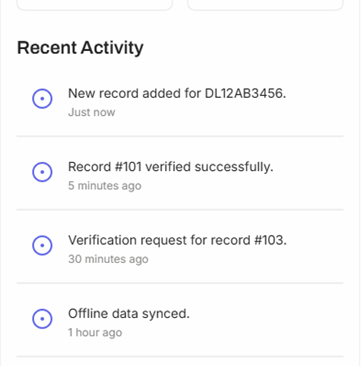 Recent Activity
New record added for DL12AB3456.
Just now
Record #101 verified successfully.
5 minutes ago
Verification request for record #103.
30 minutes ago
Offline data synced.
1 hour ago